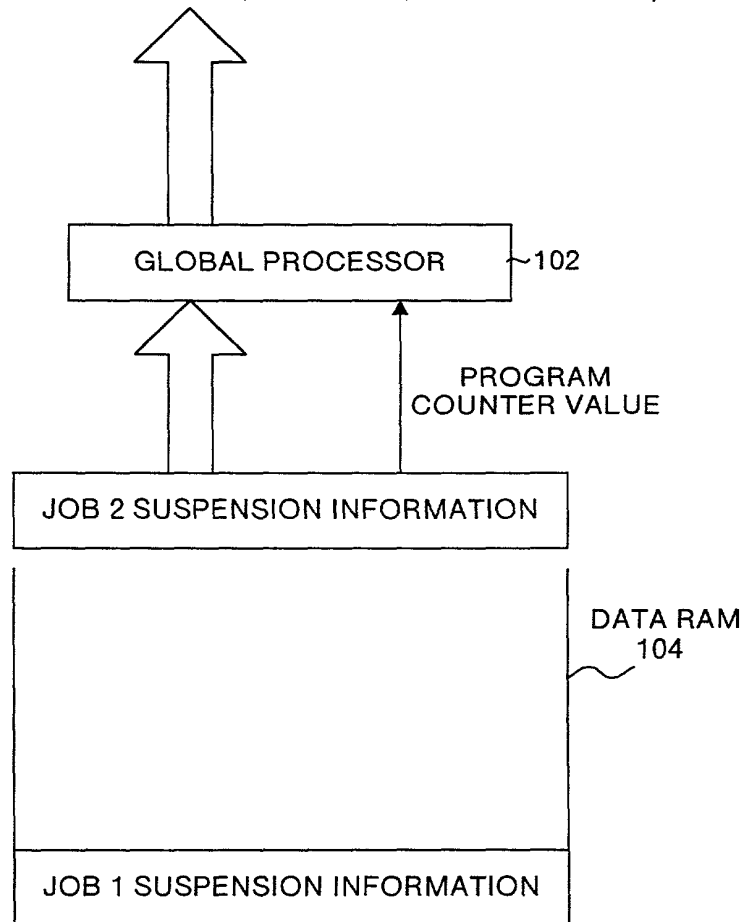 GLOBAL PROCESSOR
102
PROGRAM
COUNTER VALUE
JOB 2 SUSPENSION INFORMATION
DATA RAM
104
JOB 1 SUSPENSION INFORMATION